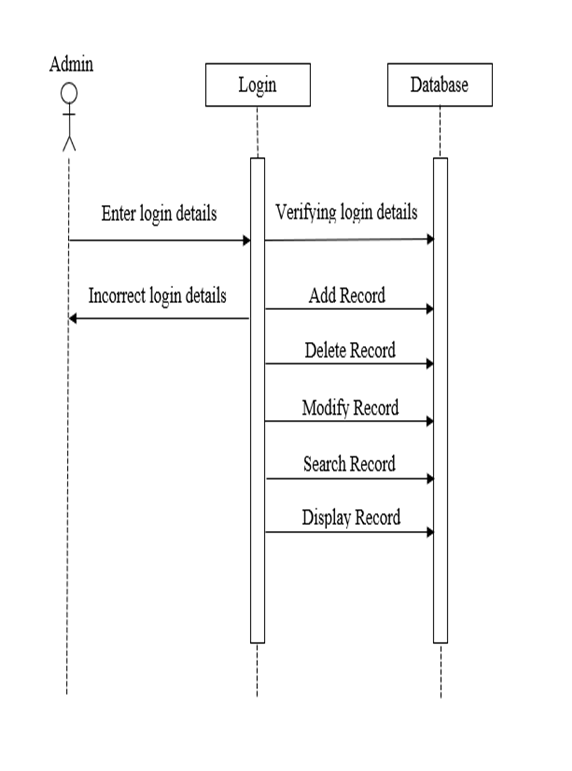 Admin
Login
Database
Enter login details
Verifying login details
Incorrect login details
Add Record
Delete Record
Modify Record
Search Record
Display Record